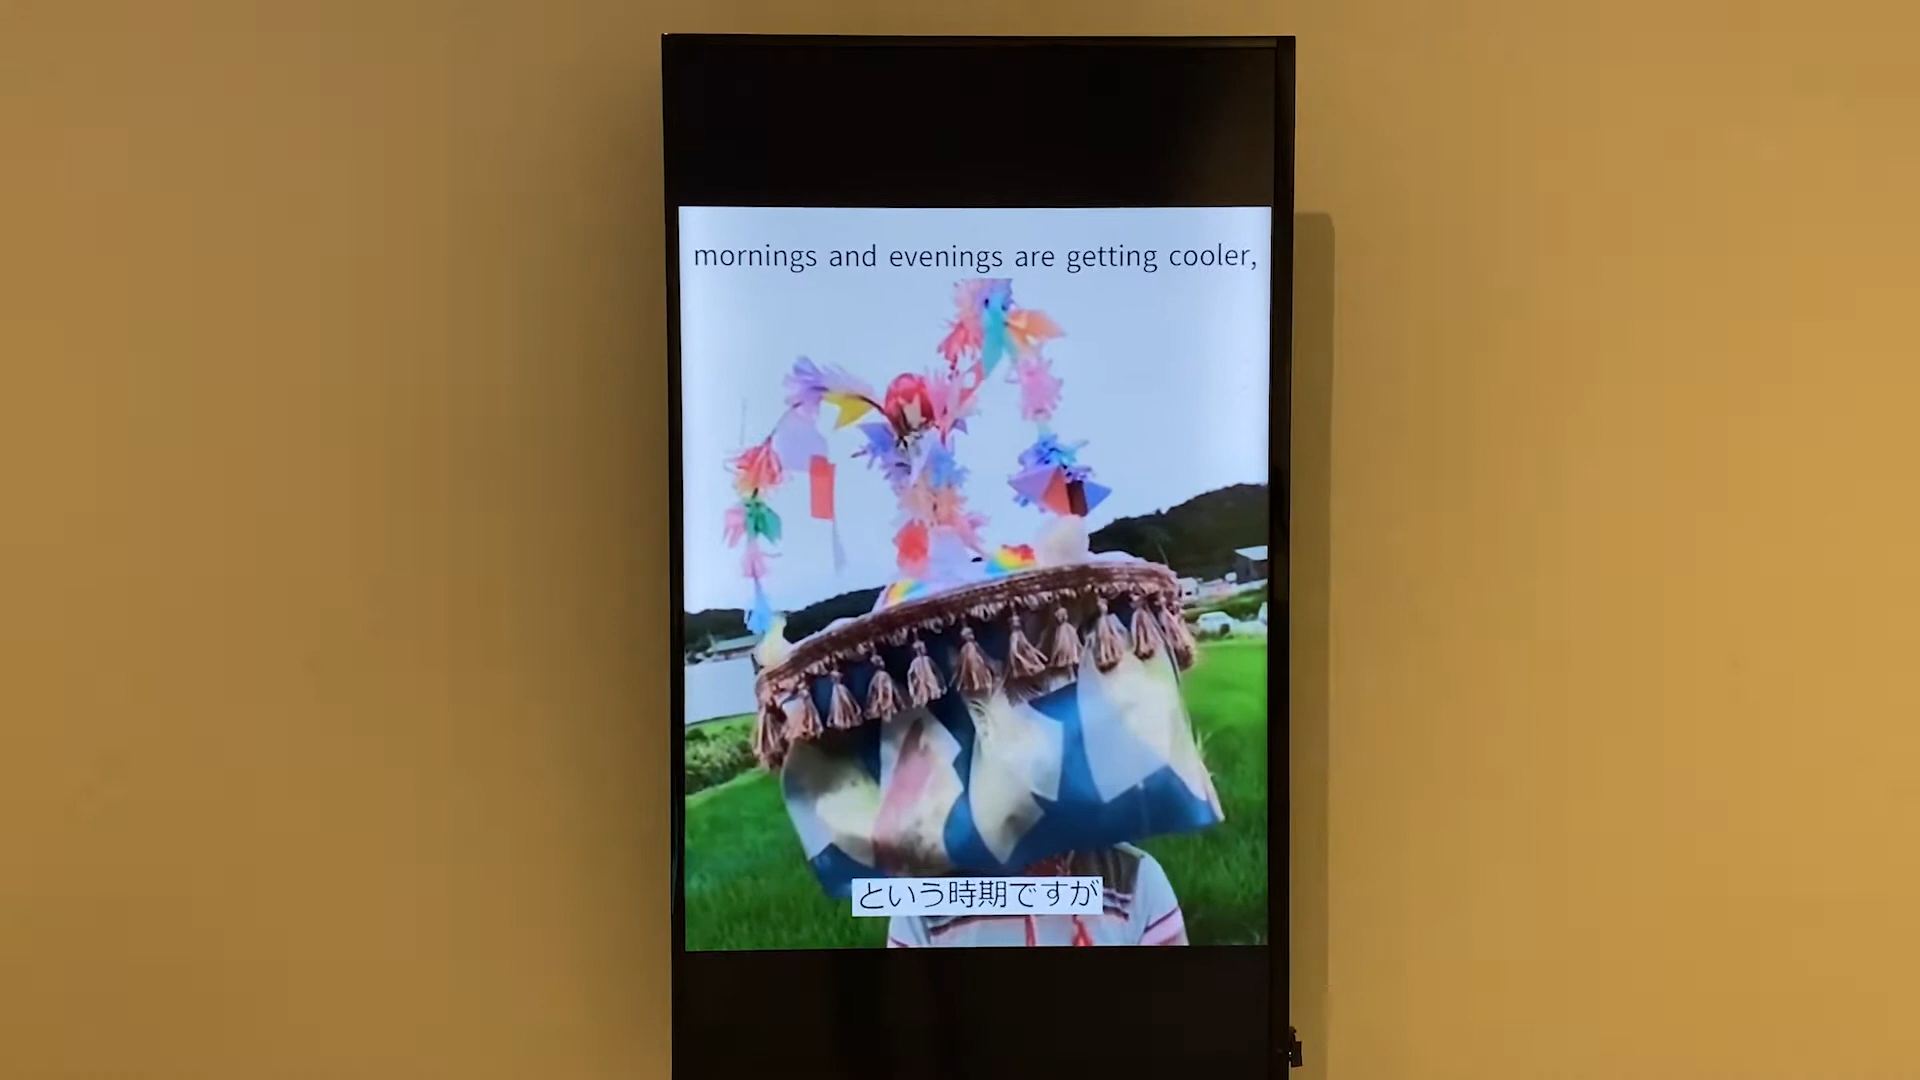 mornings and evenings are getting cooler,
という時期ですが